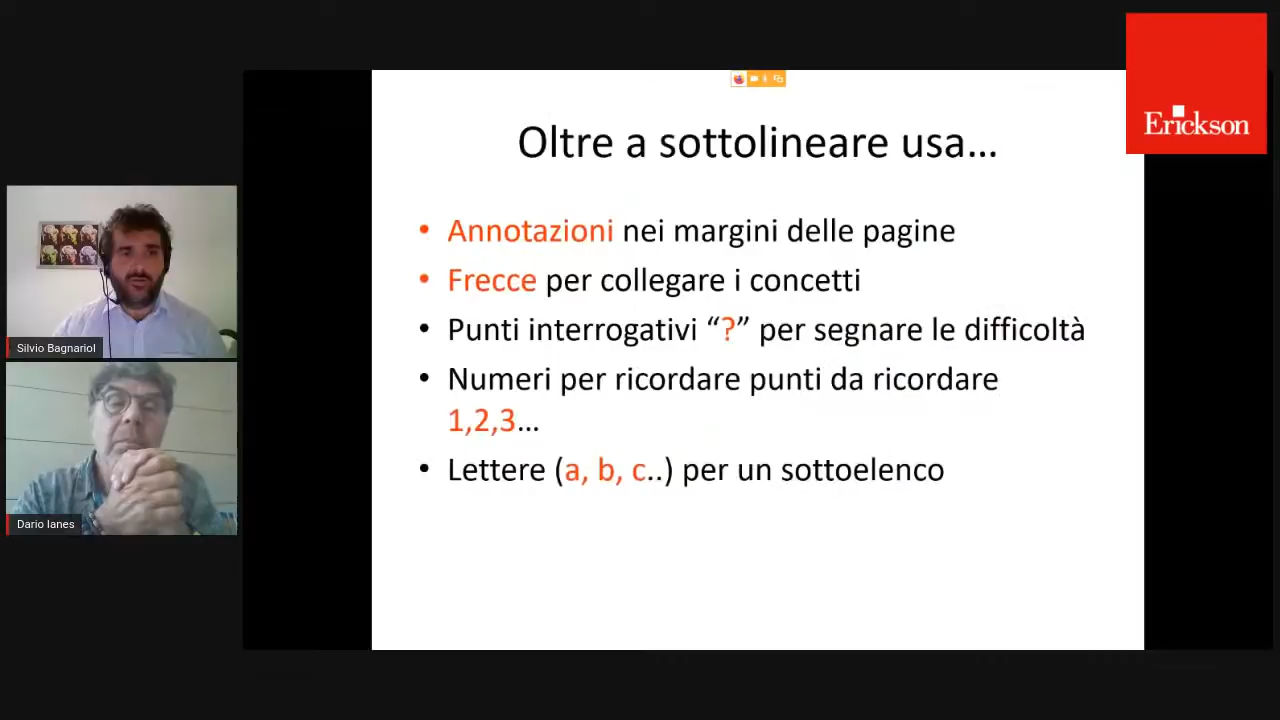 Erickson
Oltre a sottolineare usa…
• Annotazioni nei margini delle pagine
• Frecce per collegare i concetti
• Punti interrogativi “?” per segnare le difficoltà
• Numeri per ricordare punti da ricordare
1,2,3…
• Lettere (a, b, c..) per un sottoelenco
Silvio Bagnariol
Dario Ianes